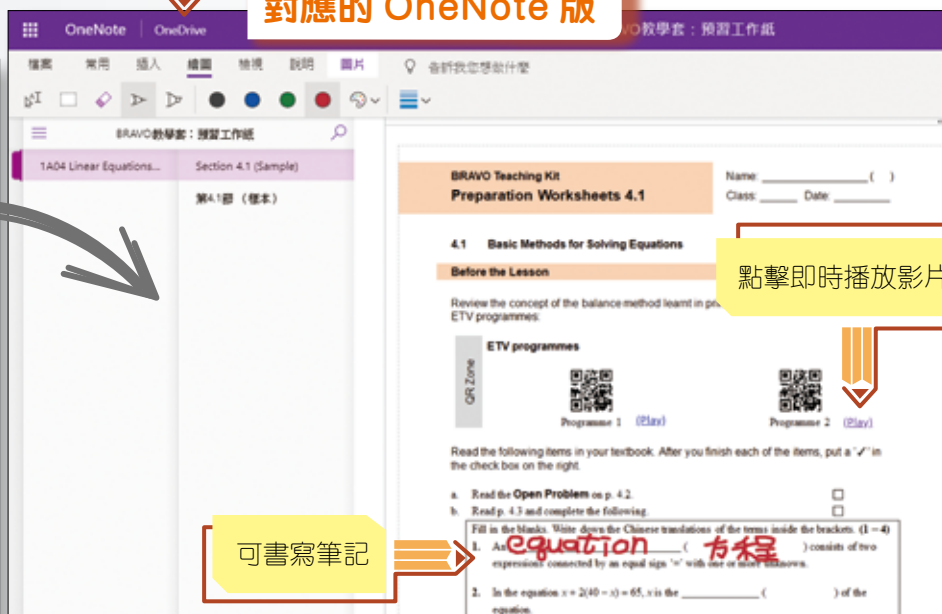 對應的 OneNote 版
OneNote OneDrive
VO教學套：預習工作紙
檔案 常用 插入 繪圖 檢視 說明 圖片 告訴我您想做什麼
BRAVO教學套：預習工作紙
1A04 Linear Equations...
Section 4.1 (Sample)
第4.1節 （樣本）
BRAVO Teaching Kit
Preparation Worksheets 4.1
Name: ( )
Class: Date:
4.1 Basic Methods for Solving Equations
Before the Lesson
點擊即時播放影片
Review the concept of the balance method learnt in
ETV programmes:
ETV programmes
QR Zone
Programme 1 (Play)
Programme 2 (Play)
Read the following items in your textbook. After you finish each of the items, put a '✓' in
the check box on the right.
a. Read the Open Problem on p. 4.2. ☐
b. Read p. 4.3 and complete the following. ☐
Fill in the blanks. Write down the Chinese translations of the terms inside the brackets. (1 – 4)
1. An equation ( 方程 ) consists of two
expressions connected by an equal sign '=' with one or more unknown.
可書寫筆記
2. In the equation x + 2(40 – x) = 65, x is the ( ) of the
equation.